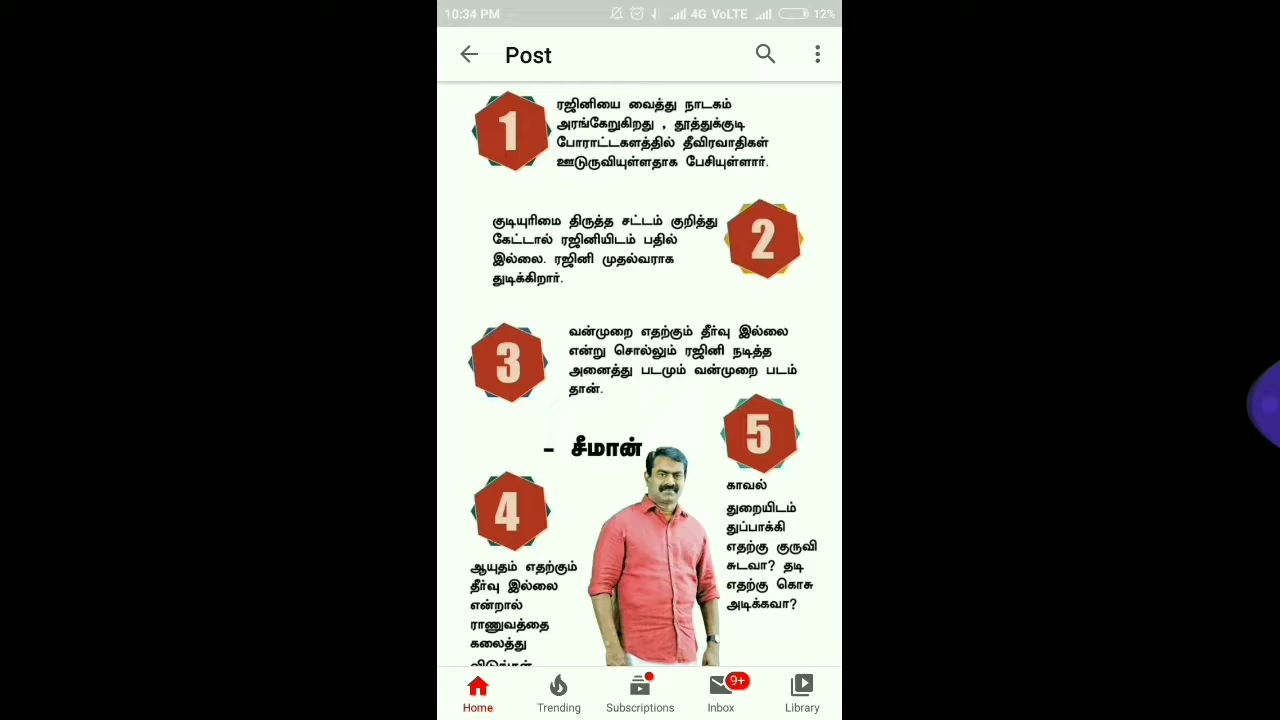 10:34 PM 4G VoLTE 12%
Post
1
ரஜினியை வைத்து நாடகம்
அரங்கேறுகிறது , தூத்துக்குடி
போராட்டகளத்தில் தீவிரவாதிகள்
ஊடுருவியுள்ளதாக பேசியுள்ளார்.
குடியுரிமை திருத்த சட்டம் குறித்து
கேட்டால் ரஜினியிடம் பதில்
இல்லை. ரஜினி முதல்வராக
துடிக்கிறார்.
2
3
வன்முறை எதற்கும் தீர்வு இல்லை
என்று சொல்லும் ரஜினி நடித்த
அனைத்து படமும் வன்முறை படம்
தான்.
- சீமான்
4
ஆயுதம் எதற்கும்
தீர்வு இல்லை
என்றால்
ராணுவத்தை
கலைத்து
விடுங்கள்
5
காவல்
துறையிடம்
துப்பாக்கி
எதற்கு குருவி
சுடவா? தடி
எதற்கு கொசு
அடிக்கவா?
9+
Home Trending Subscriptions Inbox Library